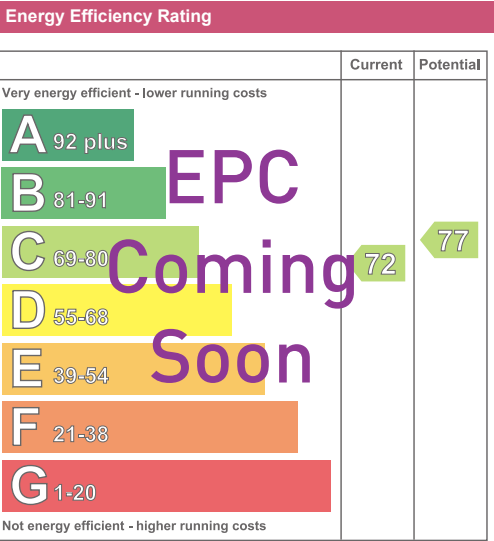 Energy Efficiency Rating
Current Potential
Very energy efficient - lower running costs
A 92 plus
B 81-91
C 69-80
D 55-68
E 39-54
F 21-38
G 1-20
72
77
EPC
Coming
Soon
Not energy efficient - higher running costs